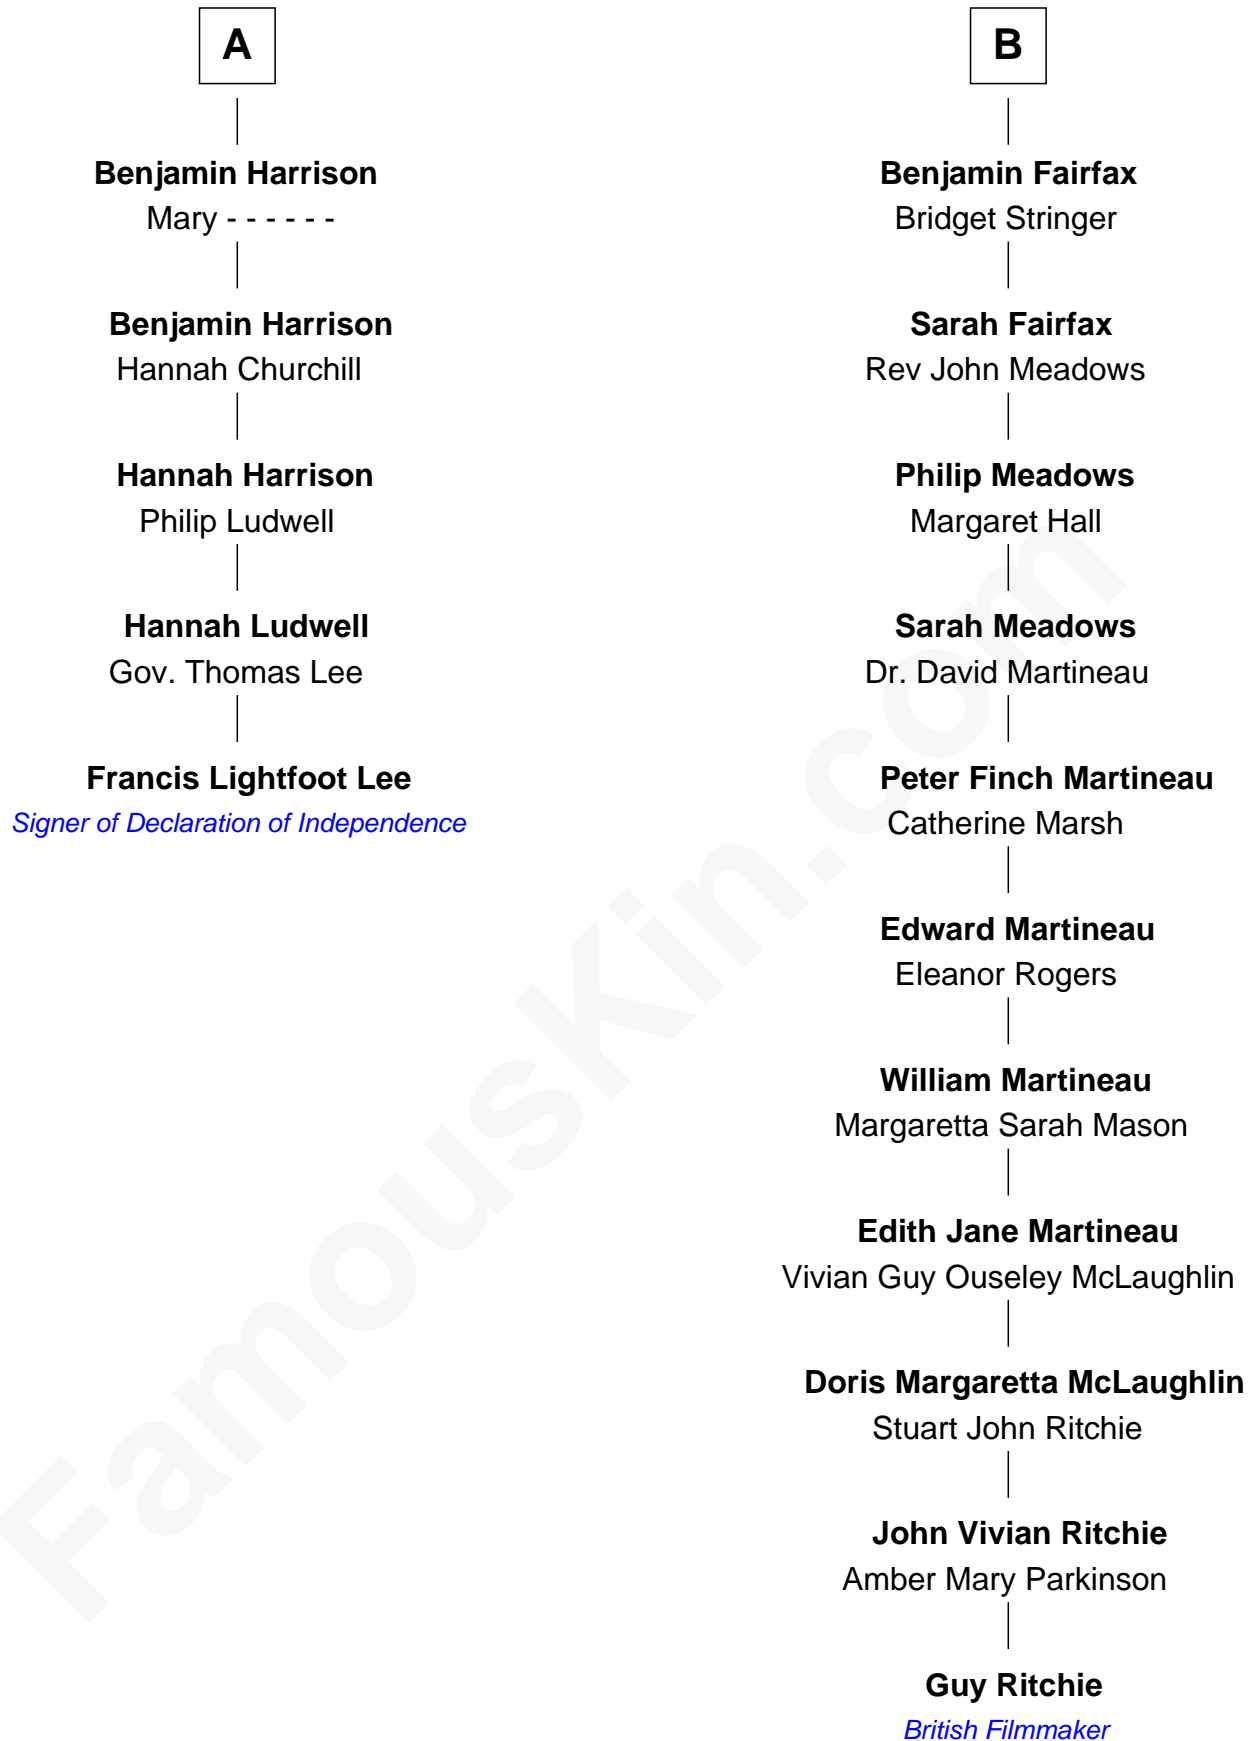 A
Benjamin Harrison
Mary - - - - - -
Benjamin Harrison
Hannah Churchill
Hannah Harrison
Philip Ludwell
Hannah Ludwell
Gov. Thomas Lee
Francis Lightfoot Lee
Signer of Declaration of Independence
B
Benjamin Fairfax
Bridget Stringer
Sarah Fairfax
Rev John Meadows
Philip Meadows
Margaret Hall
Sarah Meadows
Dr. David Martineau
Peter Finch Martineau
Catherine Marsh
Edward Martineau
Eleanor Rogers
William Martineau
Margaretta Sarah Mason
Edith Jane Martineau
Vivian Guy Ouseley McLaughlin
Doris Margaretta McLaughlin
Stuart John Ritchie
John Vivian Ritchie
Amber Mary Parkinson
Guy Ritchie
British Filmmaker
FamousKin.com